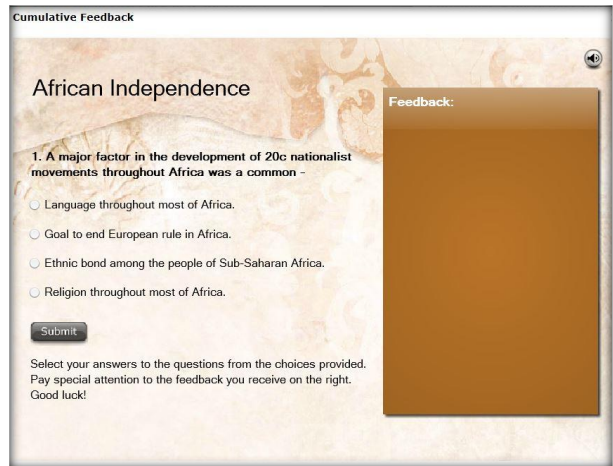 Cumulative Feedback
African Independence
1. A major factor in the development of 20c nationalist
movements throughout Africa was a common -
Language throughout most of Africa.
Goal to end European rule in Africa.
Ethnic bond among the people of Sub-Saharan Africa.
Religion throughout most of Africa.
Submit
Select your answers to the questions from the choices provided.
Pay special attention to the feedback you receive on the right.
Good luck!
Feedback: